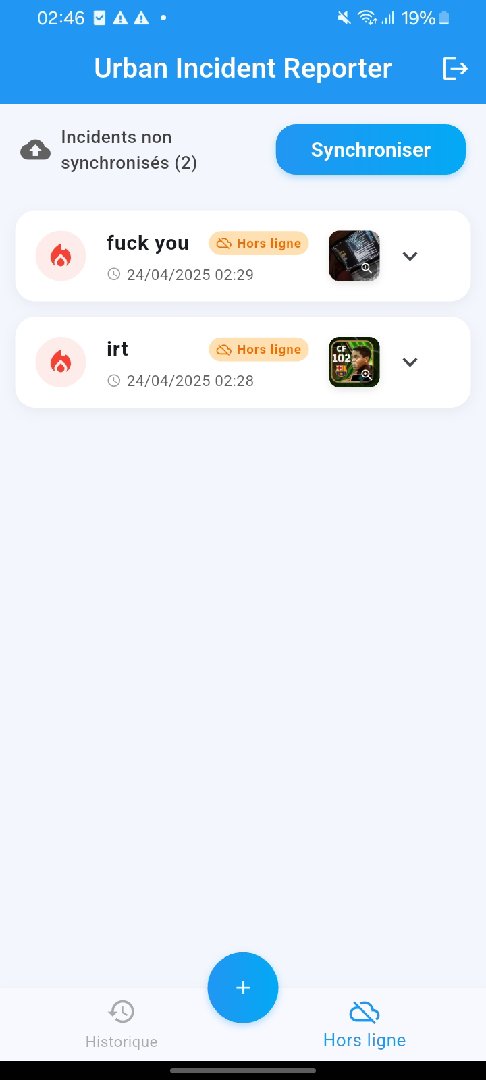 02:46
19%
Urban Incident Reporter
Incidents non
synchronisés (2)
Synchroniser
fuck you
Hors ligne
24/04/2025 02:29
irt
Hors ligne
24/04/2025 02:28
CF
102
+
Historique
Hors ligne